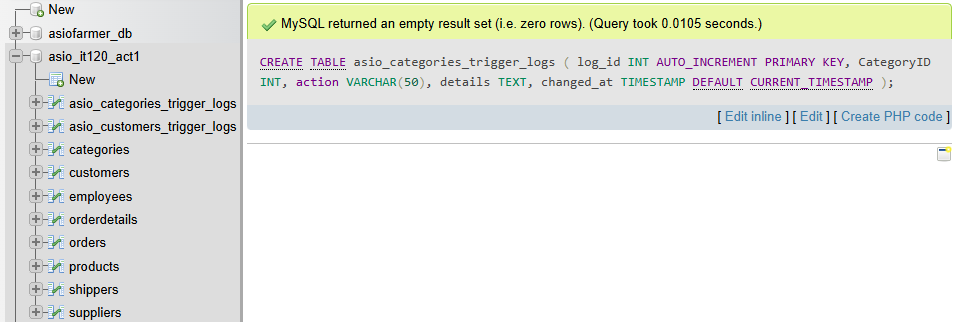 New
asiofarmer_db
asio_it120_act1
New
asio_categories_trigger_logs
asio_customers_trigger_logs
categories
customers
employees
orderdetails
orders
products
shippers
suppliers
MySQL returned an empty result set (i.e. zero rows). (Query took 0.0105 seconds.)
CREATE TABLE asio_categories_trigger_logs ( log_id INT AUTO_INCREMENT PRIMARY KEY, CategoryID
INT, action VARCHAR(50), details TEXT, changed_at TIMESTAMP DEFAULT CURRENT_TIMESTAMP );
[ Edit inline ] [ Edit ] [ Create PHP code ]